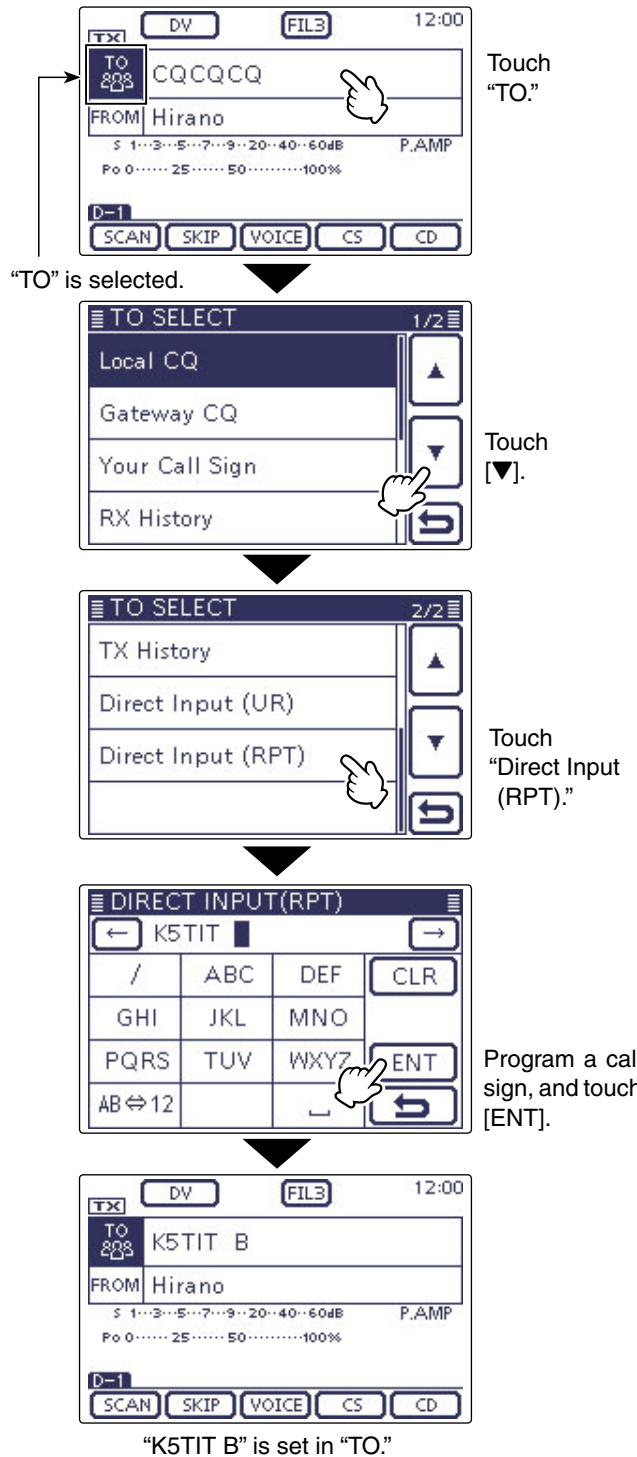 TX DV FIL3 12:00
TO CQCQCQ
FROM Hirano
S 1···3···5···7···9··20··40··60dB P.AMP
Po 0······25······50··········100%
D-1
SCAN SKIP VOICE CS CD
Touch
“TO.”
“TO” is selected.
TO SELECT 1/2
Local CQ
▲
Gateway CQ
Your Call Sign
▼
RX History
Touch
[▼].
TO SELECT 2/2
TX History
▲
Direct Input (UR)
Direct Input (RPT)
▼
Touch
“Direct Input
(RPT).”
DIRECT INPUT(RPT)
← K5TIT →
/ ABC DEF CLR
GHI JKL MNO
PQRS TUV WXYZ ENT
AB⇔12 ␣
Program a cal
sign, and touch
[ENT].
TX DV FIL3 12:00
TO K5TIT B
FROM Hirano
S 1···3···5···7···9··20··40··60dB P.AMP
Po 0······25······50··········100%
D-1
SCAN SKIP VOICE CS CD
“K5TIT B” is set in “TO.”